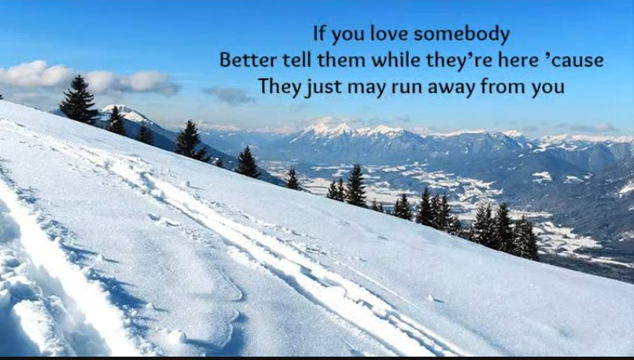 If you love somebody
Better tell them while they're here ’cause
They just may run away from you